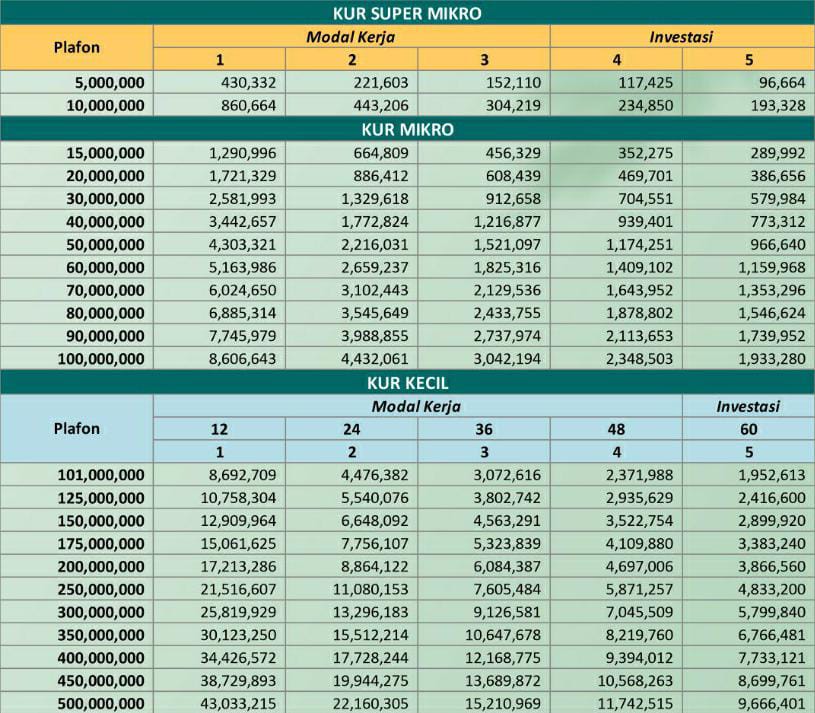 KUR SUPER MIKRO
Plafon Modal Kerja Investasi
1 2 3 4 5
5,000,000 430,332 221,603 152,110 117,425 96,664
10,000,000 860,664 443,206 304,219 234,850 193,328
KUR MIKRO
15,000,000 1,290,996 664,809 456,329 352,275 289,992
20,000,000 1,721,329 886,412 608,439 469,701 386,656
30,000,000 2,581,993 1,329,618 912,658 704,551 579,984
40,000,000 3,442,657 1,772,824 1,216,877 939,401 773,312
50,000,000 4,303,321 2,216,031 1,521,097 1,174,251 966,640
60,000,000 5,163,986 2,659,237 1,825,316 1,409,102 1,159,968
70,000,000 6,024,650 3,102,443 2,129,536 1,643,952 1,353,296
80,000,000 6,885,314 3,545,649 2,433,755 1,878,802 1,546,624
90,000,000 7,745,979 3,988,855 2,737,974 2,113,653 1,739,952
100,000,000 8,606,643 4,432,061 3,042,194 2,348,503 1,933,280
KUR KECIL
Plafon Modal Kerja Investasi
12 24 36 48 60
1 2 3 4 5
101,000,000 8,692,709 4,476,382 3,072,616 2,371,988 1,952,613
125,000,000 10,758,304 5,540,076 3,802,742 2,935,629 2,416,600
150,000,000 12,909,964 6,648,092 4,563,291 3,522,754 2,899,920
175,000,000 15,061,625 7,756,107 5,323,839 4,109,880 3,383,240
200,000,000 17,213,286 8,864,122 6,084,387 4,697,006 3,866,560
250,000,000 21,516,607 11,080,153 7,605,484 5,871,257 4,833,200
300,000,000 25,819,929 13,296,183 9,126,581 7,045,509 5,799,840
350,000,000 30,123,250 15,512,214 10,647,678 8,219,760 6,766,481
400,000,000 34,426,572 17,728,244 12,168,775 9,394,012 7,733,121
450,000,000 38,729,893 19,944,275 13,689,872 10,568,263 8,699,761
500,000,000 43,033,215 22,160,305 15,210,969 11,742,515 9,666,401